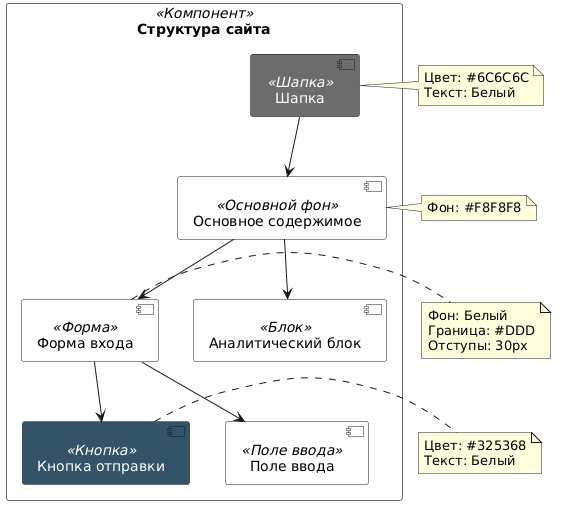 «Компонент»
Структура сайта
«Шапка»
Шапка
Цвет: #6C6C6C
Текст: Белый
«Основной фон»
Основное содержимое
Фон: #F8F8F8
«Форма»
Форма входа
«Блок»
Аналитический блок
Фон: Белый
Граница: #DDD
Отступы: 30px
«Кнопка»
Кнопка отправки
«Поле ввода»
Поле ввода
Цвет: #325368
Текст: Белый